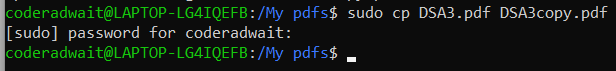 coderadwait@LAPTOP-LG4IQEFB:/My pdfs$ sudo cp DSA3.pdf DSA3copy.pdf
[sudo] password for coderadwait:
coderadwait@LAPTOP-LG4IQEFB:/My pdfs$